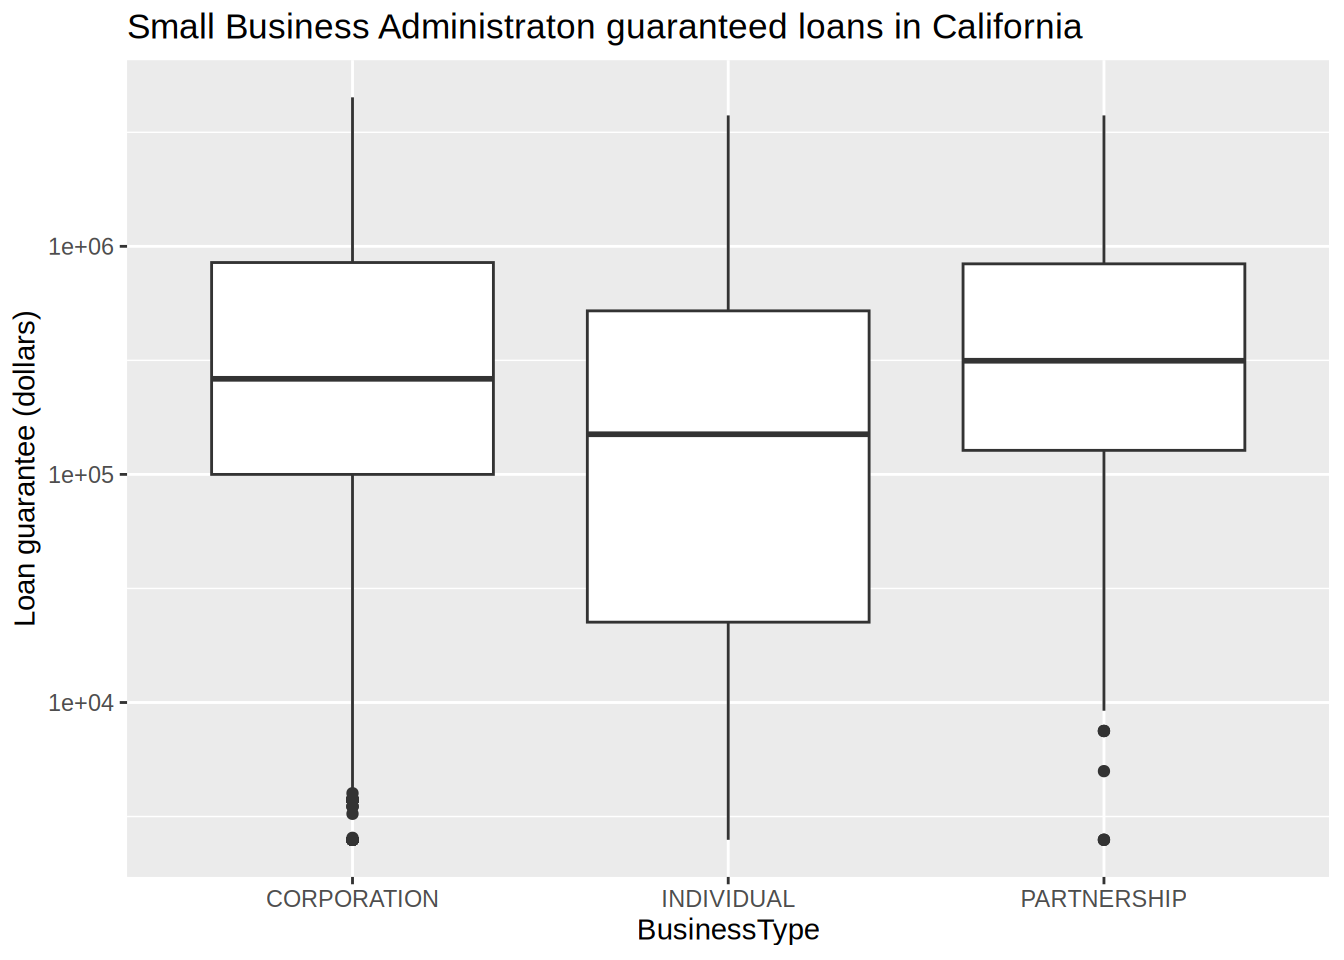 Small Business Administraton guaranteed loans in California
Loan guarantee (dollars)
1e+06
1e+05
1e+04
CORPORATION
INDIVIDUAL
PARTNERSHIP
BusinessType